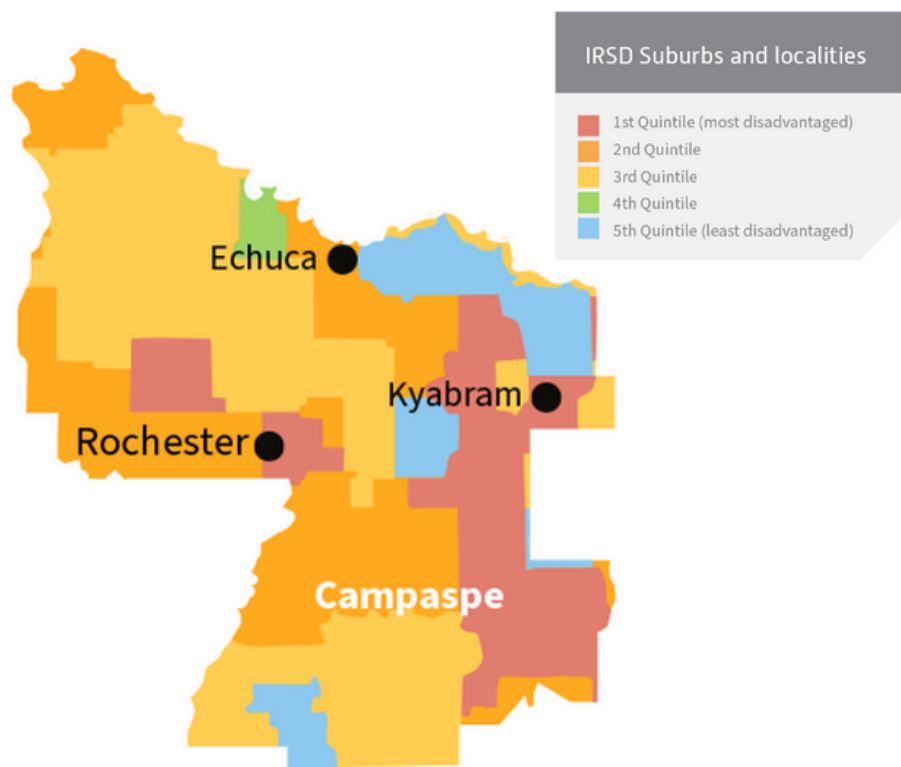 IRSD Suburbs and localities
1st Quintile (most disadvantaged)
2nd Quintile
3rd Quintile
4th Quintile
5th Quintile (least disadvantaged)
Echuca
Kyabram
Rochester
Campaspe